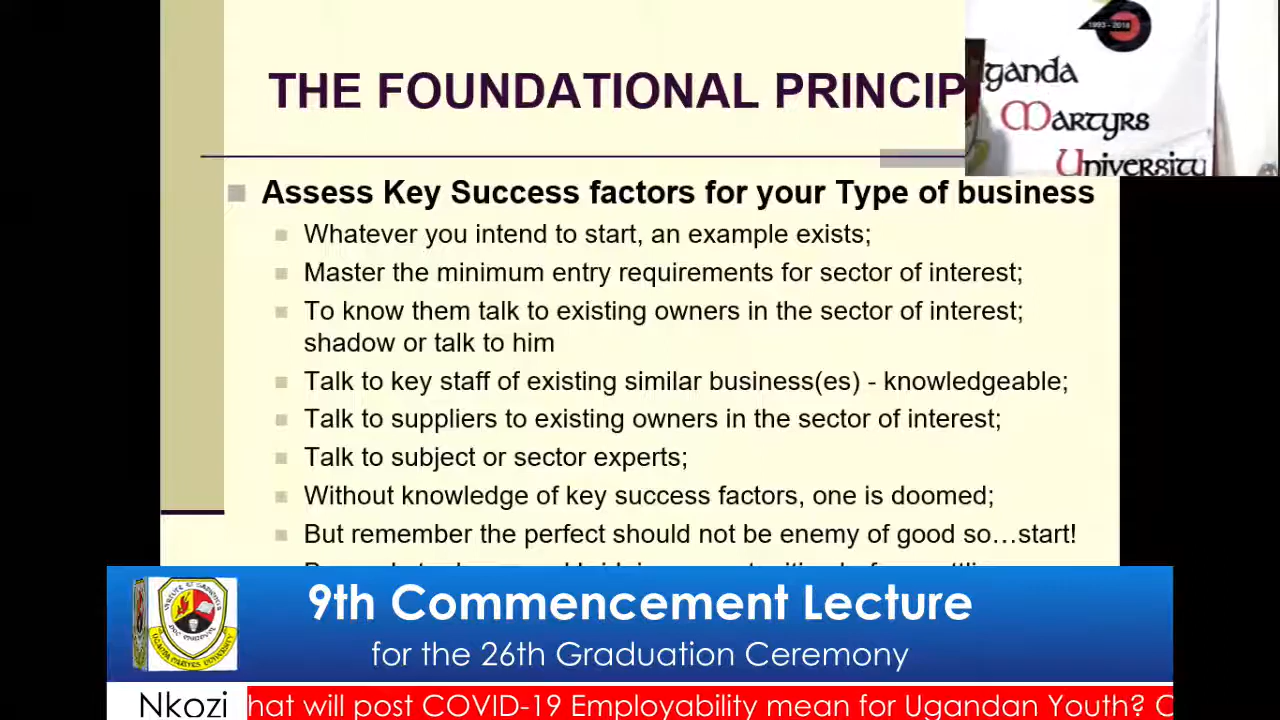 THE FOUNDATIONAL PRINCIP
1993 - 2018
ganda
Martyrs
University
Assess Key Success factors for your Type of business
Whatever you intend to start, an example exists;
Master the minimum entry requirements for sector of interest;
To know them talk to existing owners in the sector of interest;
shadow or talk to him
Talk to key staff of existing similar business(es) - knowledgeable;
Talk to suppliers to existing owners in the sector of interest;
Talk to subject or sector experts;
Without knowledge of key success factors, one is doomed;
But remember the perfect should not be enemy of good so…start!
9th Commencement Lecture
for the 26th Graduation Ceremony
UGANDA MARTYRS UNIVERSITY
Nkozi
hat will post COVID-19 Employability mean for Ugandan Youth? C